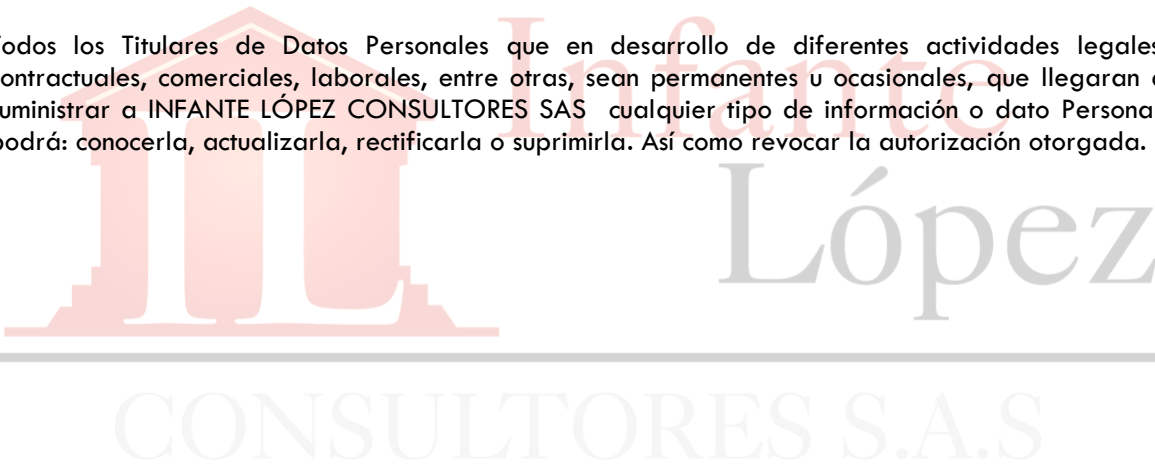 odos los Titulares de Datos Personales que en desarrollo de diferentes actividades legales
ontractuales, comerciales, laborales, entre otras, sean permanentes u ocasionales, que llegaran
uministrar a INFANTE LÓPEZ CONSULTORES SAS cualquier tipo de información o dato Persona
podrá: conocerla, actualizarla, rectificarla o suprimirla. Así como revocar la autorización otorgada.
Infante
López
CONSULTORES S.A.S